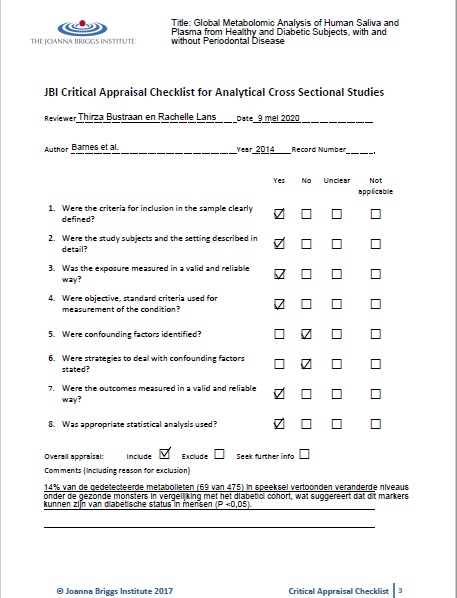 Title: Global Metabolomic Analysis of Human Saliva and
Plasma from Healthy and Diabetic Subjects, with and
without Periodontal Disease
THE JOANNA BRIGGS INSTITUTE
JBI Critical Appraisal Checklist for Analytical Cross Sectional Studies
Reviewer Thirza Bustraan en Rachelle Lans Date 9 mei 2020
Author Barnes et al. Year 2014 Record Number
Yes No Unclear Not applicable
1. Were the criteria for inclusion in the sample clearly
defined?
2. Were the study subjects and the setting described in
detail?
3. Was the exposure measured in a valid and reliable
way?
4. Were objective, standard criteria used for
measurement of the condition?
5. Were confounding factors identified?
6. Were strategies to deal with confounding factors
stated?
7. Were the outcomes measured in a valid and reliable
way?
8. Was appropriate statistical analysis used?
Overall appraisal: Include Exclude Seek further info
Comments (Including reason for exclusion)
14% van de gedetecteerde metabolieten (69 van 475) in speeksel vertoonden veranderde niveaus
onder de gezonde monsters in vergelijking met het diabetici cohort, wat suggereert dat dit markers
kunnen zijn van diabetische status in mensen (P <0,05).
© Joanna Briggs Institute 2017 Critical Appraisal Checklist 3